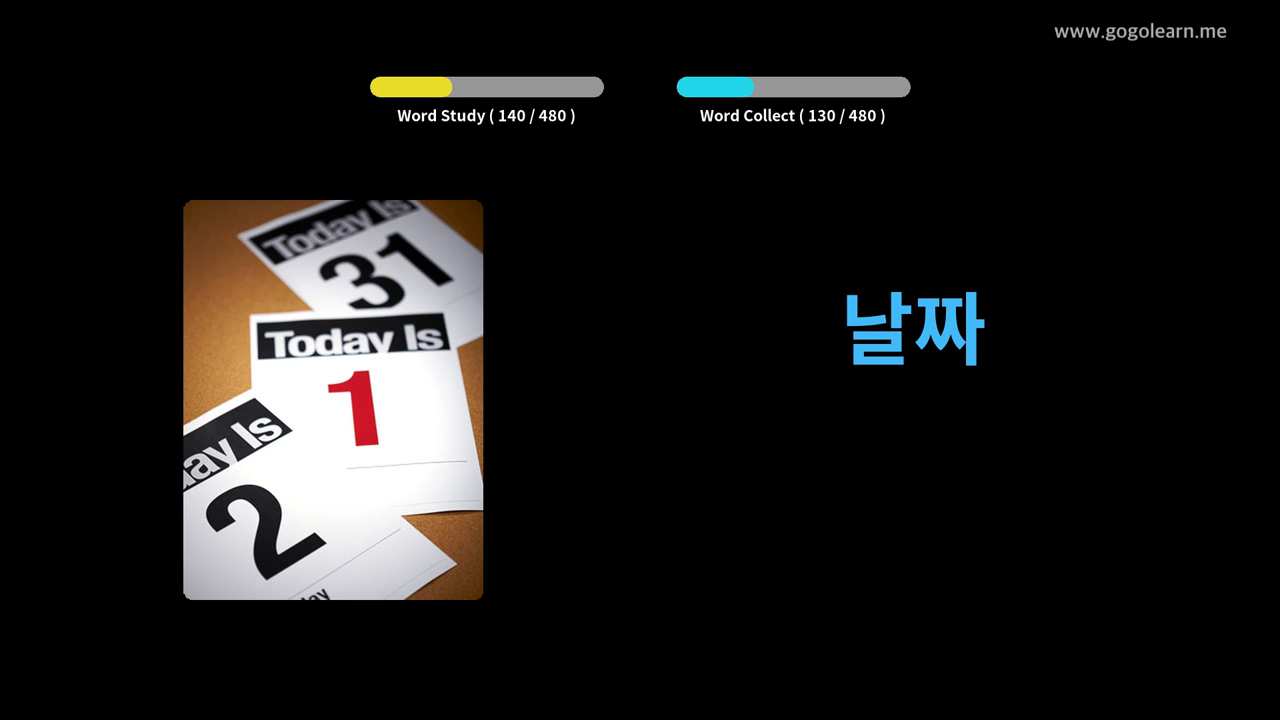 www.gogolearn.me
Word Study ( 140 / 480 )
Word Collect ( 130 / 480 )
Today Is
31
Today Is
1
ay Is
2
날짜